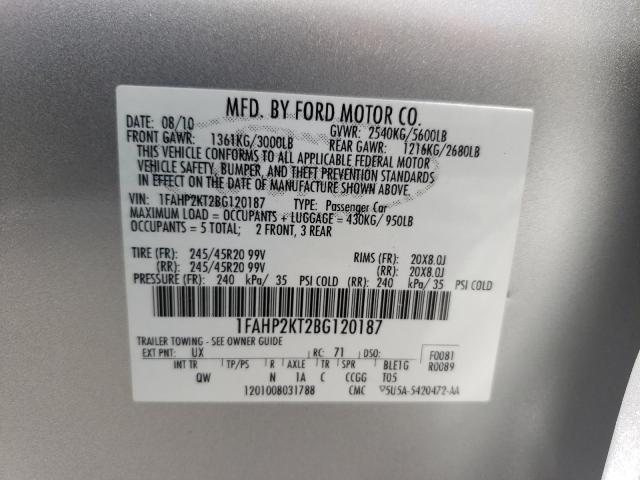 MFD. BY FORD MOTOR CO.
DATE: 08/10 GVWR: 2540KG/5600LB
FRONT GAWR: 1361KG/3000LB REAR GAWR: 1216KG/2680LB
THIS VEHICLE CONFORMS TO ALL APPLICABLE FEDERAL MOTOR
VEHICLE SAFETY, BUMPER, AND THEFT PREVENTION STANDARDS
IN EFFECT ON THE DATE OF MANUFACTURE SHOWN ABOVE.
VIN: 1FAHP2KT2BG120187 TYPE: Passenger Car
MAXIMUM LOAD = OCCUPANTS + LUGGAGE = 430KG/ 950LB
OCCUPANTS = 5 TOTAL; 2 FRONT, 3 REAR
TIRE (FR): 245/45R20 99V RIMS (FR): 20X8.0J
(RR): 245/45R20 99V (RR): 20X8.0J
PRESSURE (FR): 240 kPa/ 35 PSI COLD (RR): 240 kPa/ 35 PSI COLD
1FAHP2KT2BG120187
TRAILER TOWING - SEE OWNER GUIDE
EXT PNT: UX RC: 71 DSO: F0081
INT TR TP/PS R AXLE TR SPR BLE1G R0089
QW N 1A C CCGG T05
1201008031788 CMC ▽5U5A-5420472-AA